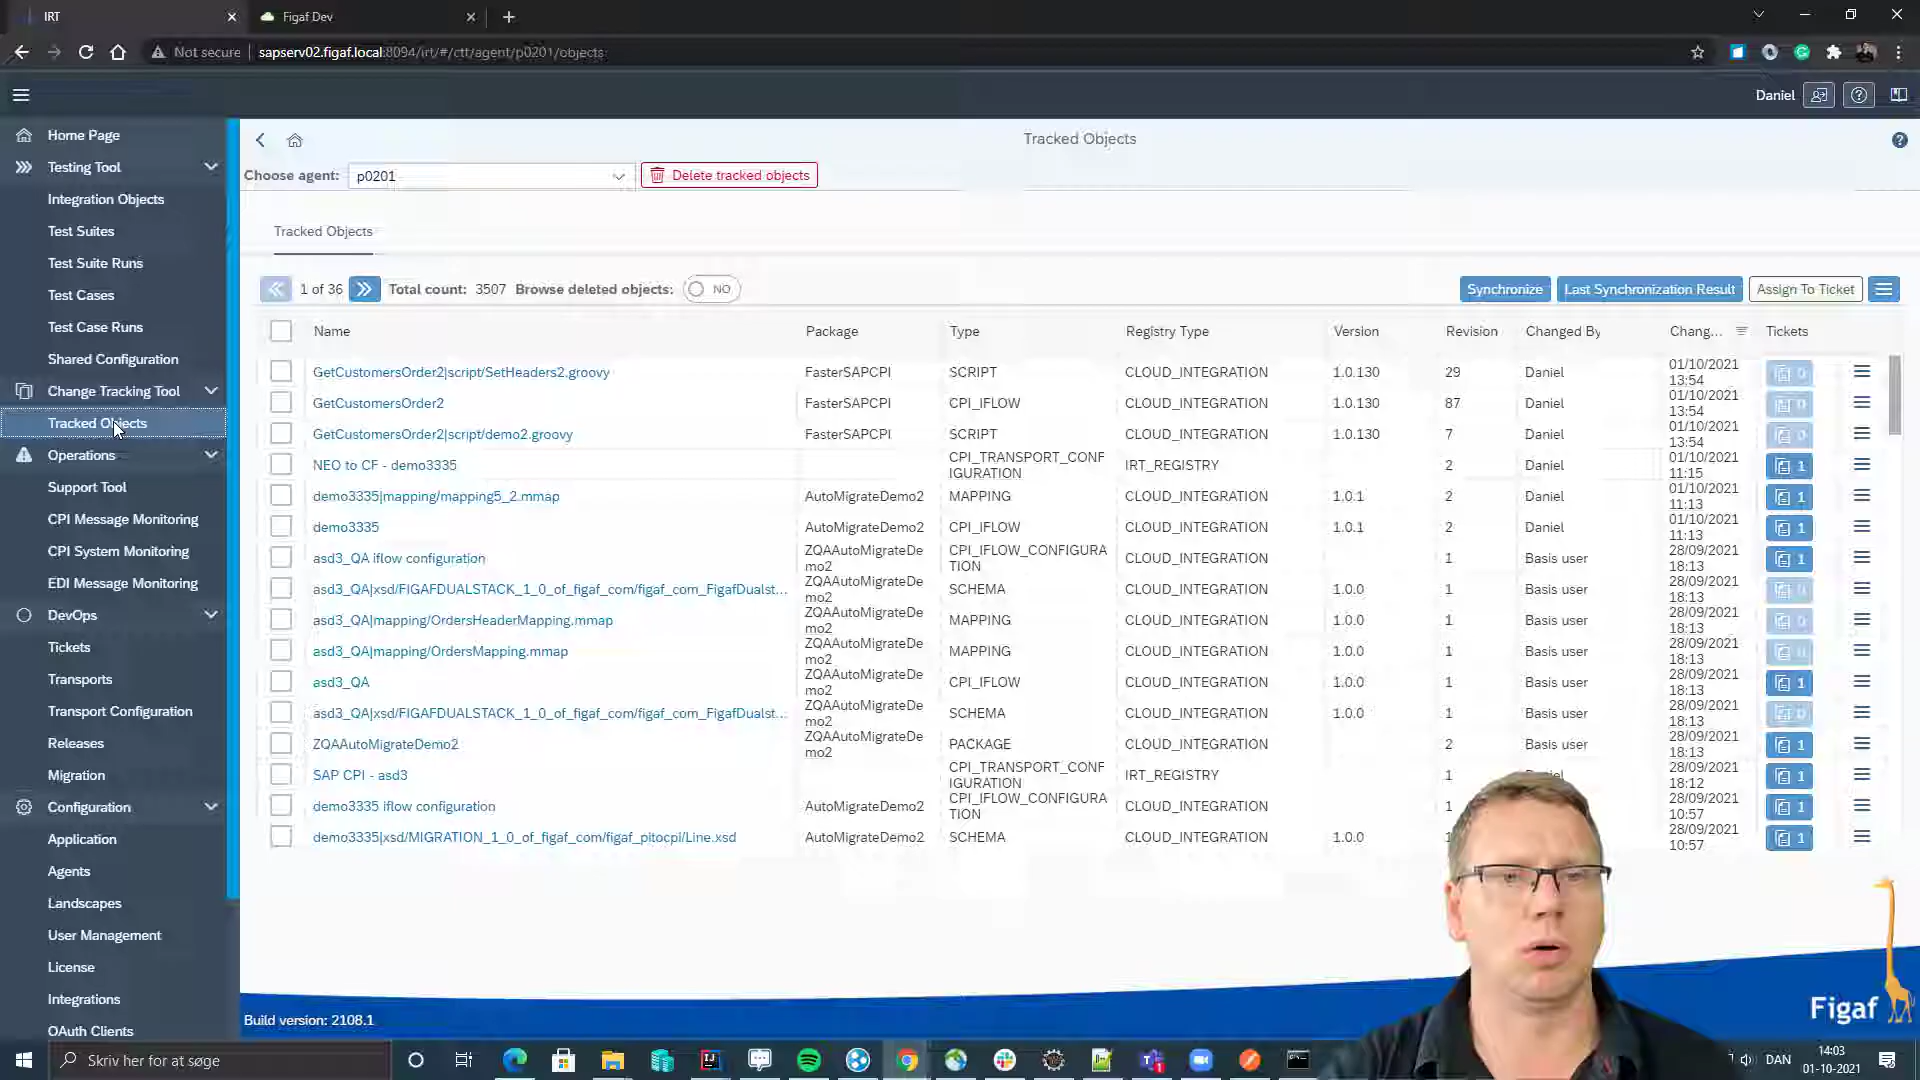 IRT
Figaf Dev
Not secure
sapserv02.figaf.local:8094/irt/#/ctt/agent/p0201/objects
Daniel
Home Page
Testing Tool
Integration Objects
Test Suites
Test Suite Runs
Test Cases
Test Case Runs
Shared Configuration
Change Tracking Tool
Tracked Objects
Operations
Support Tool
CPI Message Monitoring
CPI System Monitoring
EDI Message Monitoring
DevOps
Tickets
Transports
Transport Configuration
Releases
Migration
Configuration
Application
Agents
Landscapes
User Management
License
Integrations
OAuth Clients
Tracked Objects
Choose agent: p0201 Delete tracked objects
Tracked Objects
1 of 36 Total count: 3507 Browse deleted objects: NO Synchronize Last Synchronization Result Assign To Ticket
Name Package Type Registry Type Version Revision Changed By Chang... Tickets
GetCustomersOrder2|script/SetHeaders2.groovy FasterSAPCPI SCRIPT CLOUD_INTEGRATION 1.0.130 29 Daniel 01/10/2021 13:54 0
GetCustomersOrder2 FasterSAPCPI CPI_IFLOW CLOUD_INTEGRATION 1.0.130 87 Daniel 01/10/2021 13:54 0
GetCustomersOrder2|script/demo2.groovy FasterSAPCPI SCRIPT CLOUD_INTEGRATION 1.0.130 7 Daniel 01/10/2021 13:54 0
NEO to CF - demo3335 CPI_TRANSPORT_CONFIGURATION IRT_REGISTRY 2 Daniel 01/10/2021 11:15 1
demo3335|mapping/mapping5_2.mmap AutoMigrateDemo2 MAPPING CLOUD_INTEGRATION 1.0.1 2 Daniel 01/10/2021 11:13 1
demo3335 AutoMigrateDemo2 CPI_IFLOW CLOUD_INTEGRATION 1.0.1 2 Daniel 01/10/2021 11:13 1
asd3_QA iflow configuration ZQAAutoMigrateDemo2 CPI_IFLOW_CONFIGURATION CLOUD_INTEGRATION 1 Basis user 28/09/2021 18:13 1
asd3_QA|xsd/FIGAFDUALSTACK_1_0_of_figaf_com/figaf_com_FigafDualst... ZQAAutoMigrateDemo2 SCHEMA CLOUD_INTEGRATION 1.0.0 1 Basis user 28/09/2021 18:13 0
asd3_QA|mapping/OrdersHeaderMapping.mmap ZQAAutoMigrateDemo2 MAPPING CLOUD_INTEGRATION 1.0.0 1 Basis user 28/09/2021 18:13 0
asd3_QA|mapping/OrdersMapping.mmap ZQAAutoMigrateDemo2 MAPPING CLOUD_INTEGRATION 1.0.0 1 Basis user 28/09/2021 18:13 0
asd3_QA ZQAAutoMigrateDemo2 CPI_IFLOW CLOUD_INTEGRATION 1.0.0 1 Basis user 28/09/2021 18:13 1
asd3_QA|xsd/FIGAFDUALSTACK_1_0_of_figaf_com/figaf_com_FigafDualst... ZQAAutoMigrateDemo2 SCHEMA CLOUD_INTEGRATION 1.0.0 1 Basis user 28/09/2021 18:13 0
ZQAAutoMigrateDemo2 ZQAAutoMigrateDemo2 PACKAGE CLOUD_INTEGRATION 2 Basis user 28/09/2021 18:13 1
SAP CPI - asd3 CPI_TRANSPORT_CONFIGURATION IRT_REGISTRY 1 28/09/2021 18:12 1
demo3335 iflow configuration AutoMigrateDemo2 CPI_IFLOW_CONFIGURATION CLOUD_INTEGRATION 1 28/09/2021 10:57 1
demo3335|xsd/MIGRATION_1_0_of_figaf_com/figaf_pitocpi/Line.xsd AutoMigrateDemo2 SCHEMA CLOUD_INTEGRATION 1.0.0 28/09/2021 10:57 1
Build version: 2108.1
Figaf
Skriv her for at søge
DAN
14:03
01-10-2021